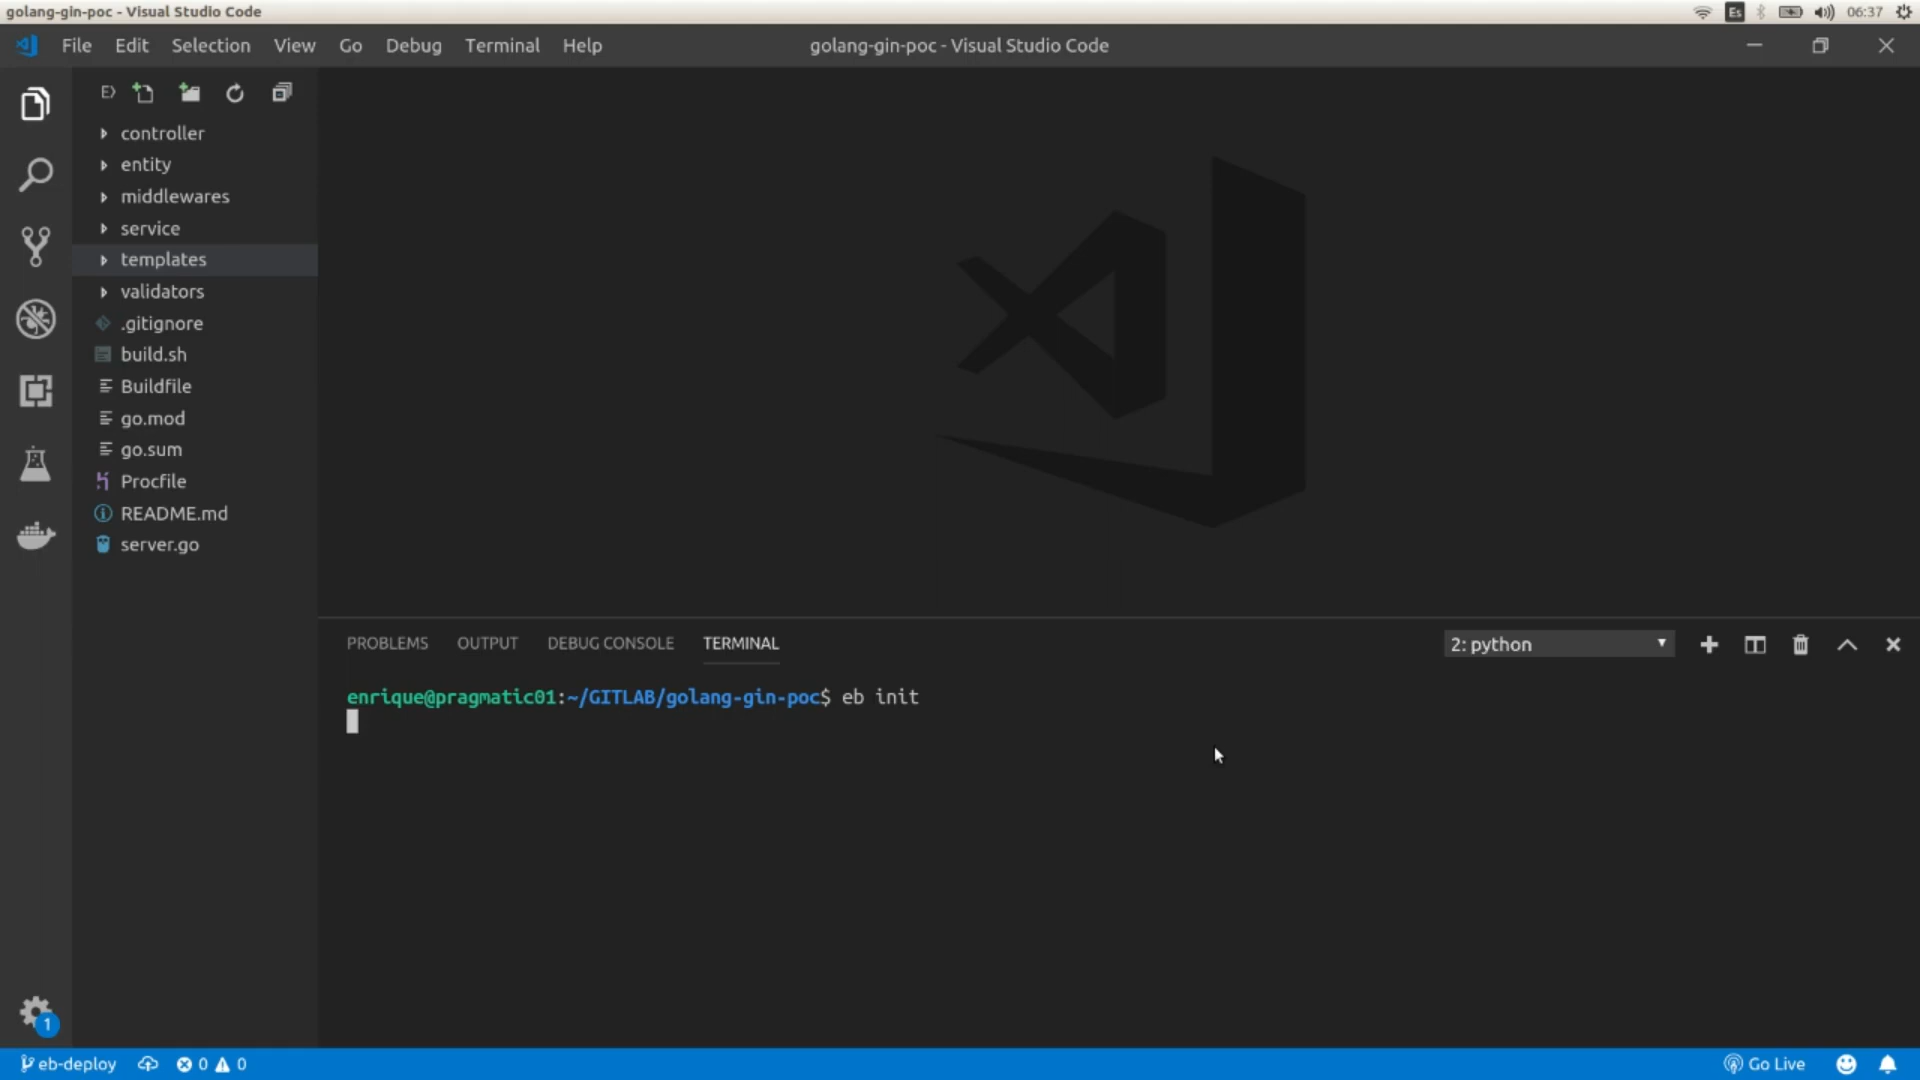 golang-gin-poc - Visual Studio Code
Es
06:37
File Edit Selection View Go Debug Terminal Help
golang-gin-poc - Visual Studio Code
controller
entity
middlewares
service
templates
validators
.gitignore
build.sh
Buildfile
go.mod
go.sum
Procfile
README.md
server.go
PROBLEMS OUTPUT DEBUG CONSOLE TERMINAL
2: python
enrique@pragmatic01:~/GITLAB/golang-gin-poc$ eb init
1
eb-deploy 0 0
Go Live